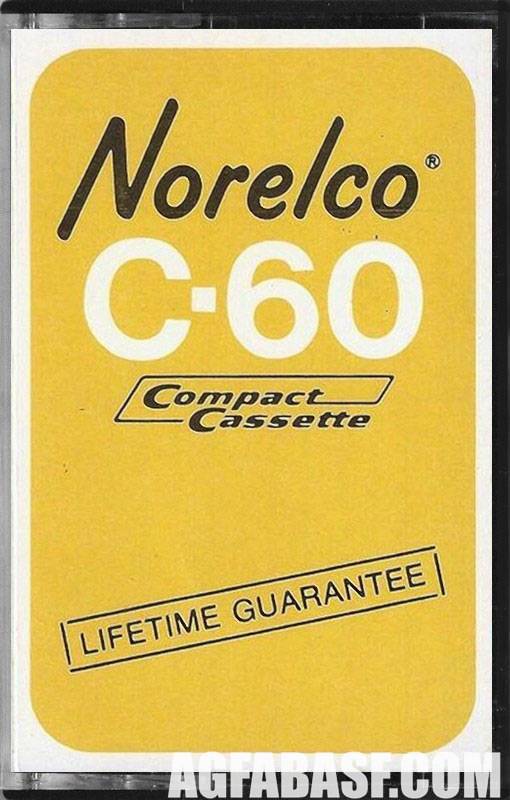 Norelco®
C-60
Compact
Cassette
LIFETIME GUARANTEE
AGFABASF.COM